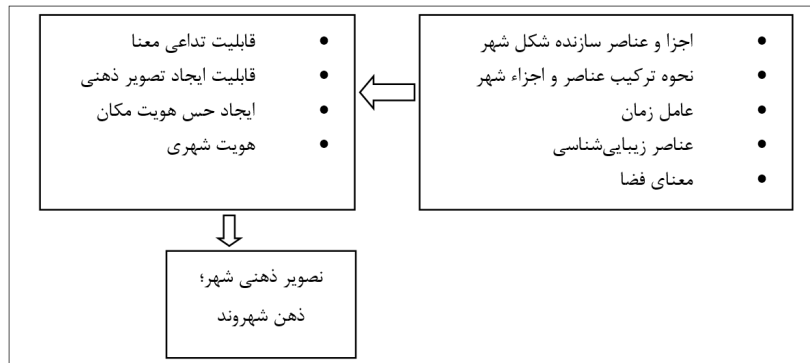 اجزا و عناصر سازنده شکل شهر
نحوه ترکیب عناصر و اجزاء شهر
عامل زمان
عناصر زیبایی‌شناسی
معنای فضا
قابلیت تداعی معنا
قابلیت ایجاد تصویر ذهنی
ایجاد حس هویت مکان
هویت شهری
نصویر ذهنی شهر؛
ذهن شهروند